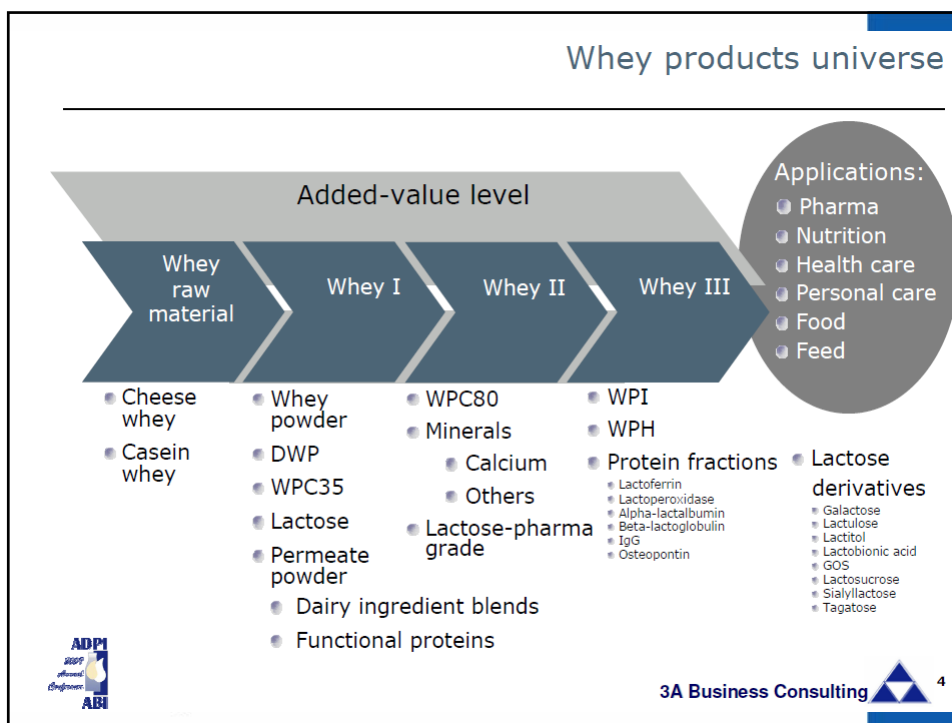 Whey products universe
Added-value level
Whey
raw
material
Whey I
Whey II
Whey III
Applications:
Pharma
Nutrition
Health care
Personal care
Food
Feed
Cheese
whey
Casein
whey
Whey
powder
DWP
WPC35
Lactose
Permeate
powder
Dairy ingredient blends
Functional proteins
WPC80
Minerals
Calcium
Others
Lactose-pharma
grade
WPI
WPH
Protein fractions
Lactoferrin
Lactoperoxidase
Alpha-lactalbumin
Beta-lactoglobulin
IgG
Osteopontin
Lactose
derivatives
Galactose
Lactulose
Lactitol
Lactobionic acid
GOS
Lactosucrose
Sialyllactose
Tagatose
ADPI
2009
Annual
Conference
ABI
3A Business Consulting
4